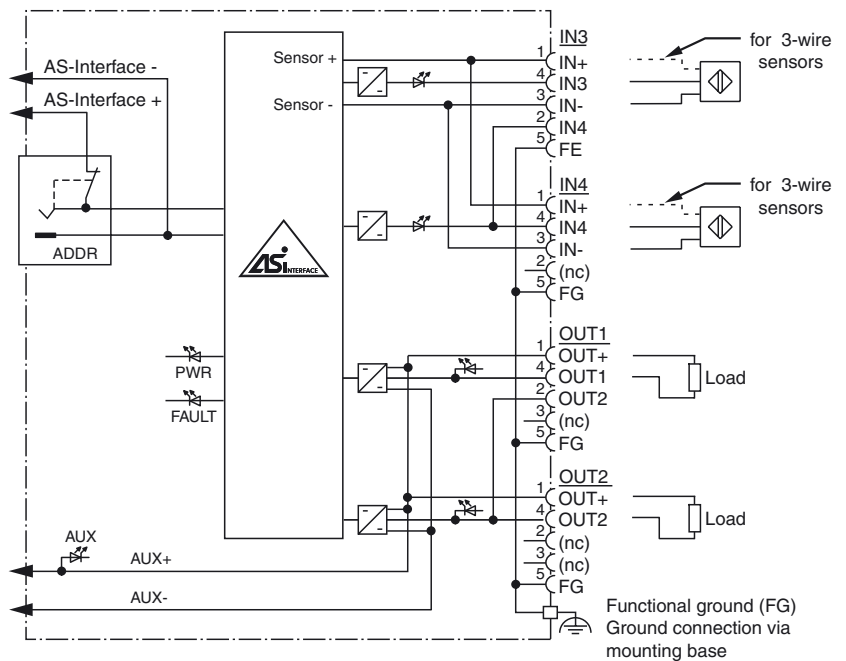 AS-Interface -
AS-Interface +
ADDR
Sensor +
Sensor -
ASi INTERFACE
PWR
FAULT
AUX
AUX+
AUX-
IN3
1 IN+
4 IN3
3 IN-
2 IN4
5 FE
for 3-wire
sensors
IN4
1 IN+
4 IN4
3 IN-
2 (nc)
5 FG
for 3-wire
sensors
OUT1
1 OUT+
4 OUT1
2 OUT2
3 (nc)
5 FG
Load
OUT2
1 OUT+
4 OUT2
2 (nc)
3 (nc)
5 FG
Load
Functional ground (FG)
Ground connection via
mounting base